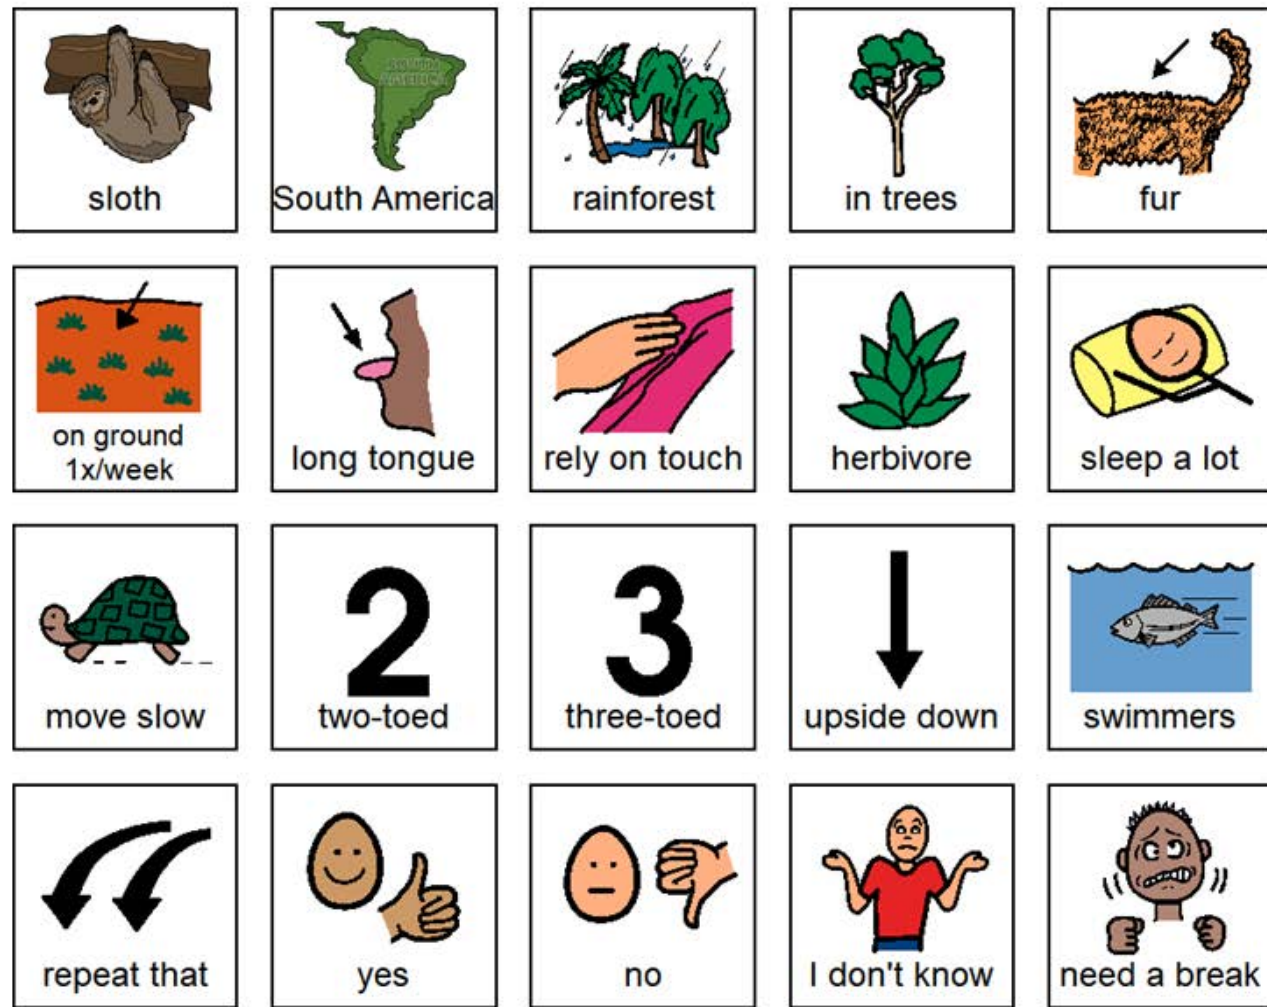 SOUTH
AMERICA
sloth
South America
rainforest
in trees
fur
on ground
1x/week
long tongue
rely on touch
herbivore
sleep a lot
move slow
2
two-toed
3
three-toed
upside down
swimmers
repeat that
yes
no
I don't know
need a break